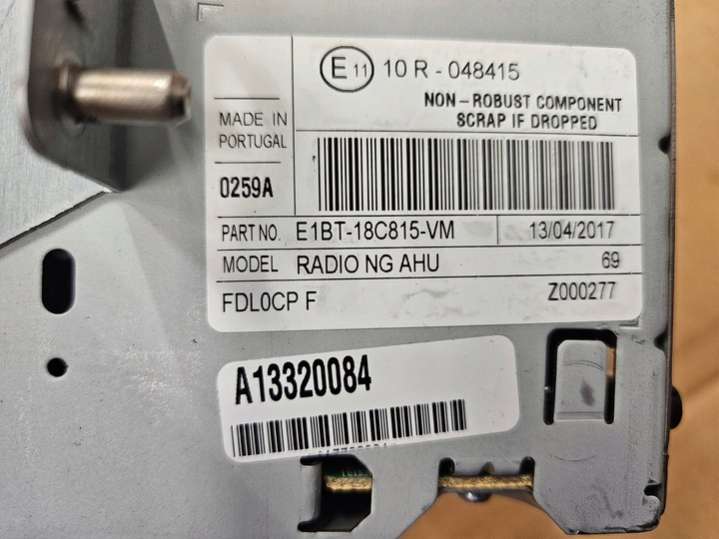 E 11 10 R - 048415
NON - ROBUST COMPONENT
SCRAP IF DROPPED
MADE IN
PORTUGAL
0259A
PART NO. E1BT-18C815-VM 13/04/2017
MODEL RADIO NG AHU 69
FDL0CP F Z000277
A13320084